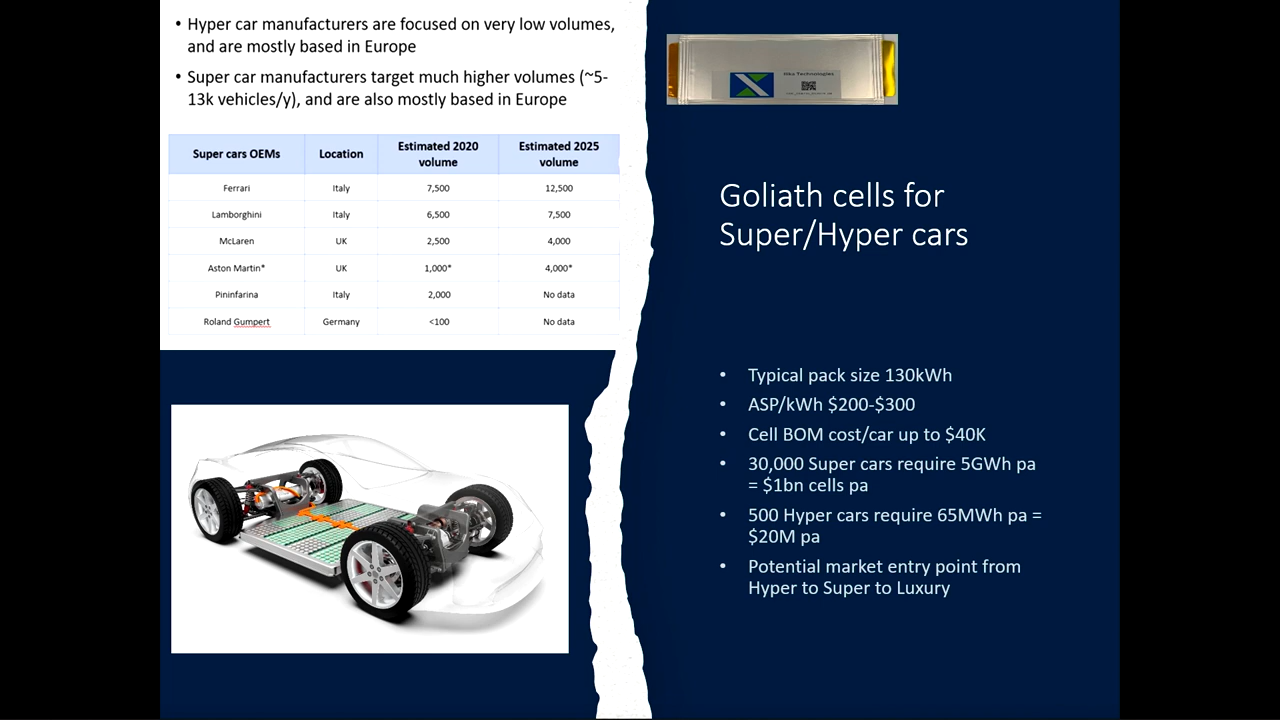 • Hyper car manufacturers are focused on very low volumes,
and are mostly based in Europe
• Super car manufacturers target much higher volumes (~5-
13k vehicles/y), and are also mostly based in Europe
Super cars OEMs Location Estimated 2020 volume Estimated 2025 volume
Ferrari Italy 7,500 12,500
Lamborghini Italy 6,500 7,500
McLaren UK 2,500 4,000
Aston Martin* UK 1,000* 4,000*
Pininfarina Italy 2,000 No data
Roland Gumpert Germany <100 No data
Technologies
Goliath cells for
Super/Hyper cars
• Typical pack size 130kWh
• ASP/kWh $200-$300
• Cell BOM cost/car up to $40K
• 30,000 Super cars require 5GWh pa
= $1bn cells pa
• 500 Hyper cars require 65MWh pa =
$20M pa
• Potential market entry point from
Hyper to Super to Luxury